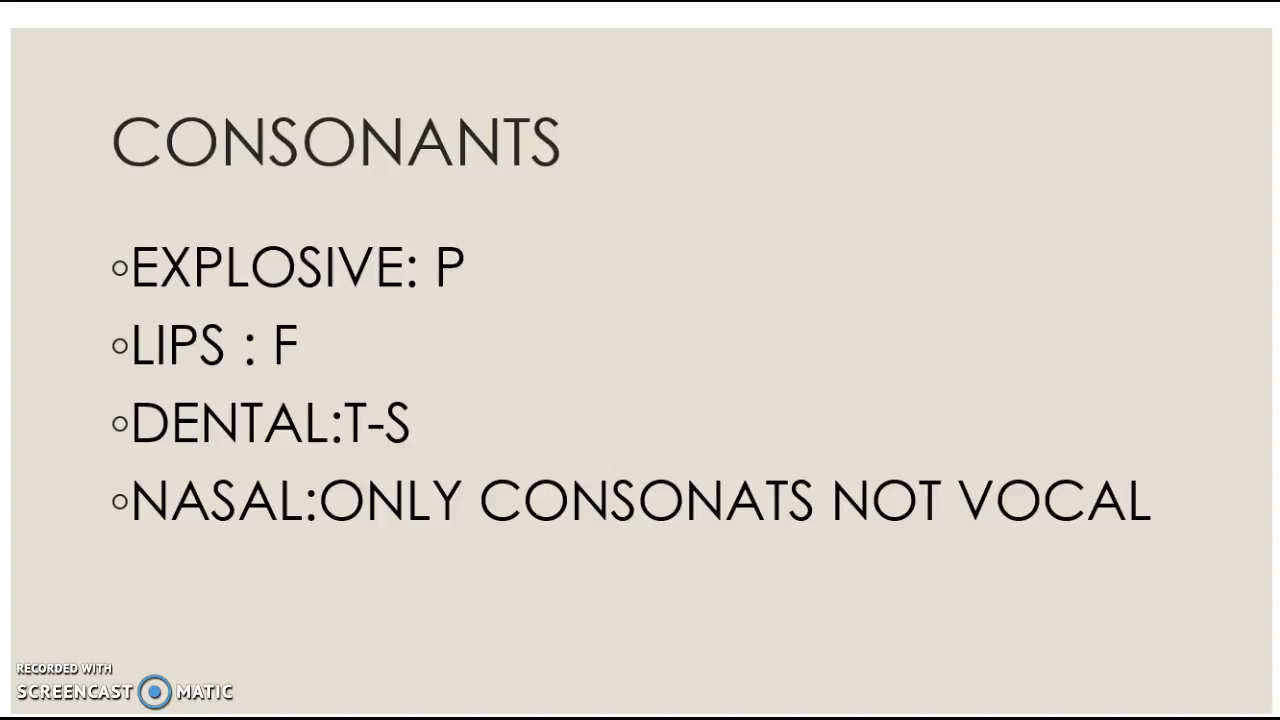 CONSONANTS
◦EXPLOSIVE: P
◦LIPS : F
◦DENTAL:T-S
◦NASAL:ONLY CONSONATS NOT VOCAL
RECORDED WITH
SCREENCAST MATIC